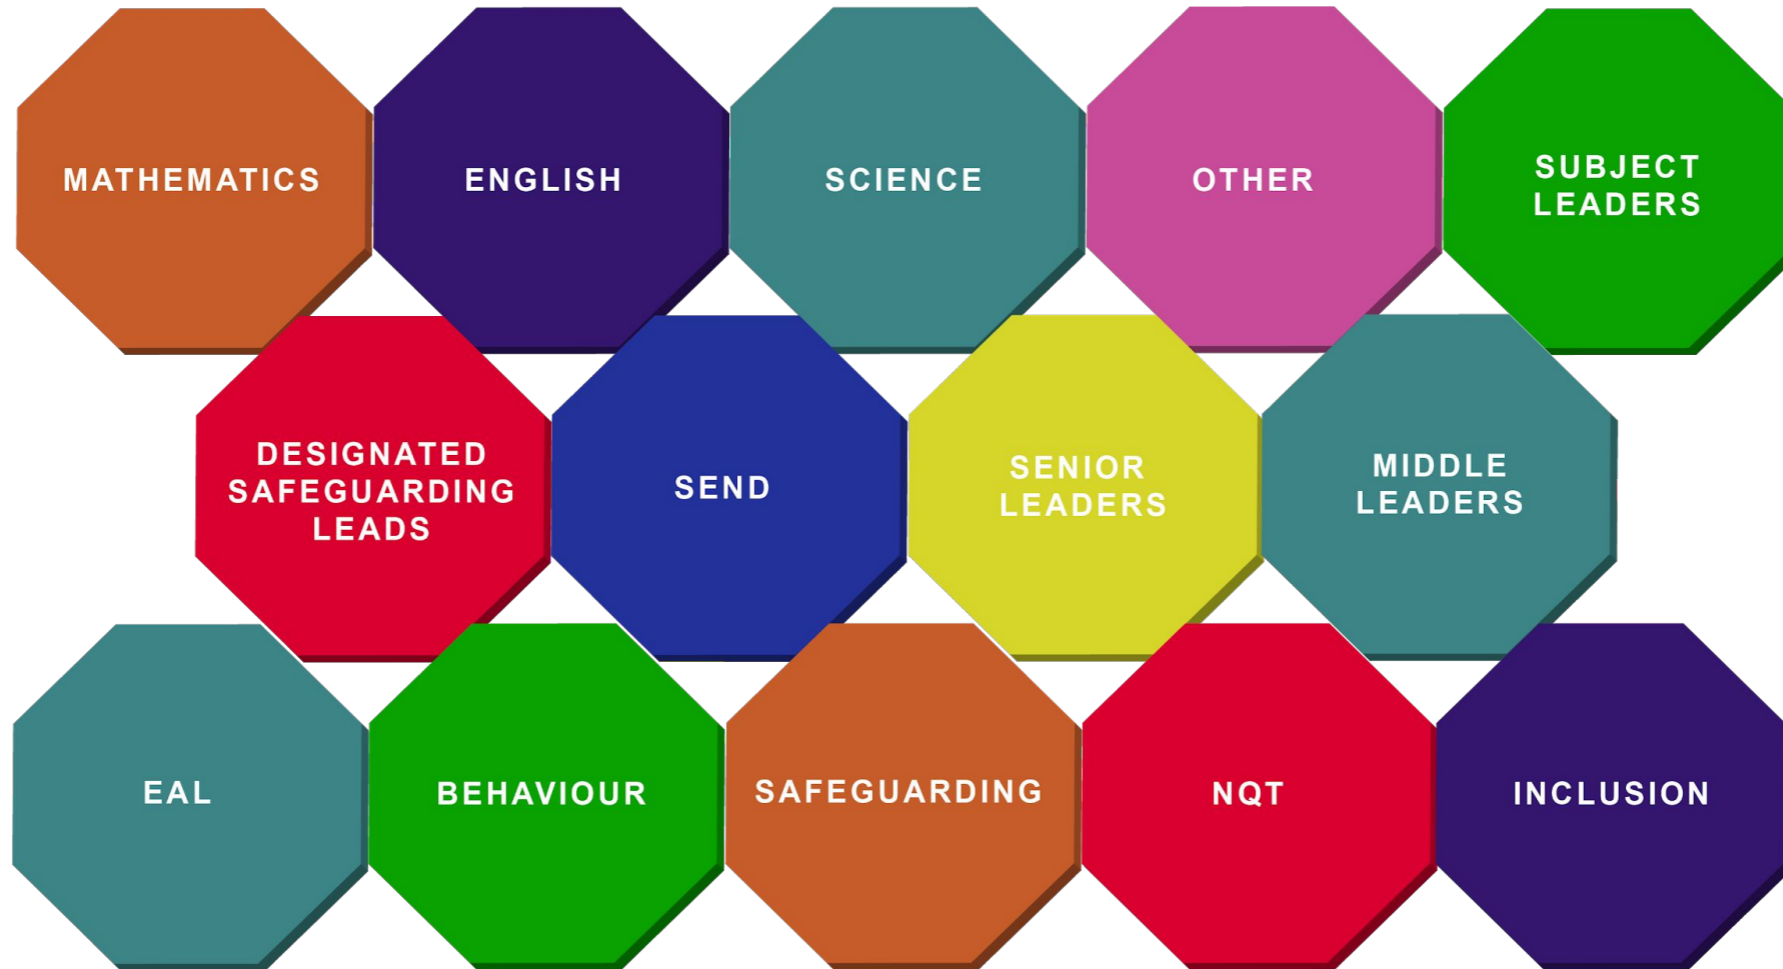 MATHEMATICS
ENGLISH
SCIENCE
OTHER
SUBJECT
LEADERS
DESIGNATED
SAFEGUARDING
LEADS
SEND
SENIOR
LEADERS
MIDDLE
LEADERS
EAL
BEHAVIOUR
SAFEGUARDING
NQT
INCLUSION